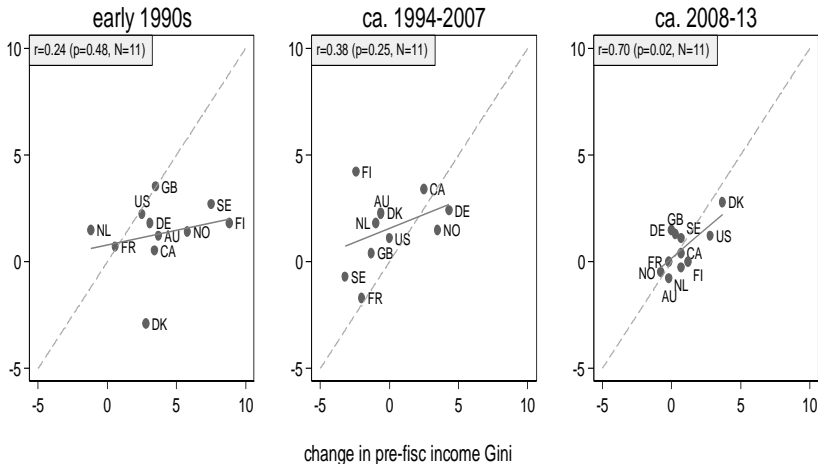 early 1990s
ca. 1994-2007
ca. 2008-13
r=0.24 (p=0.48, N=11)
r=0.38 (p=0.25, N=11)
r=0.70 (p=0.02, N=11)
10
5
0
-5
GB
US
SE
NL
DE
FI
AU
NO
FR
CA
DK
-5
0
5
10
10
5
0
-5
FI
CA
AU
DK
DE
NL
NO
US
GB
SE
FR
-5
0
5
10
10
5
0
-5
DK
GB
DE
SE
US
CA
FR
NO
FI
NL
AU
-5
0
5
10
change in pre-fisc income Gini